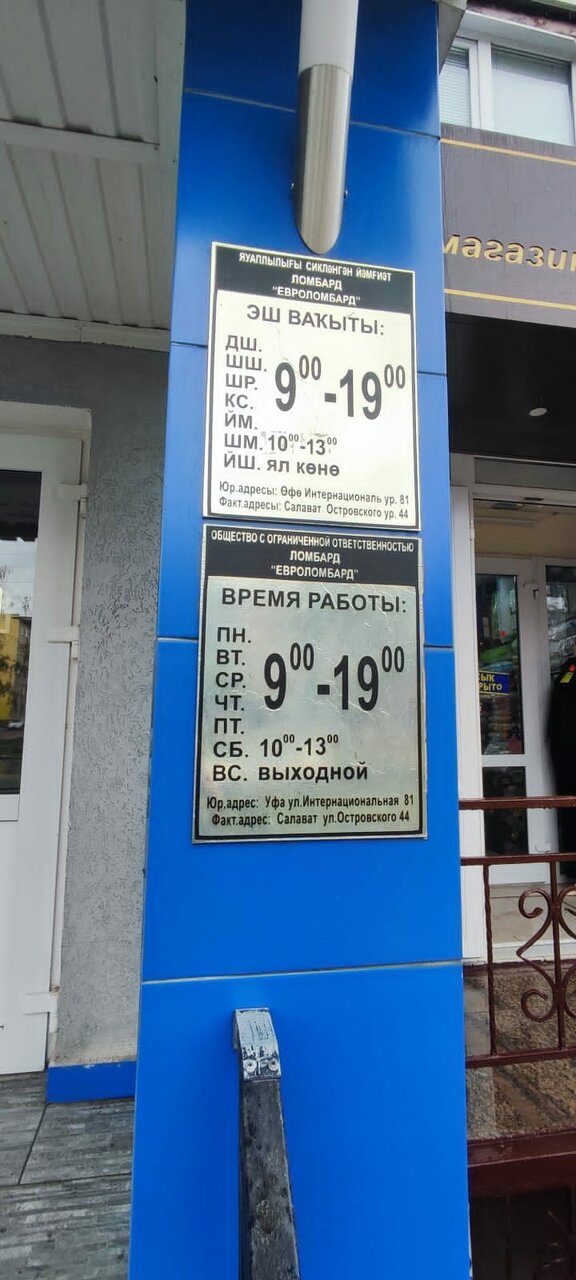 ЯУАПЛЫЛЫҒЫ СИКЛӘНГӘН ЙӘМҒИӘТ
ЛОМБАРД
"ЕВРОЛОМБАРД"
ЭШ ВАҠЫТЫ:
ДШ.
ШШ.
ШР. 9⁰⁰-19⁰⁰
КС.
ЙМ.
ШМ. 10⁰⁰-13⁰⁰
ЙШ. ЯЛ КӨНӨ
Юр.адресы: Өфө Интернациональ ур. 81
Факт.адресы: Салават Островского ур. 44
ОБЩЕСТВО С ОГРАНИЧЕННОЙ ОТВЕТСТВЕННОСТЬЮ
ЛОМБАРД
"ЕВРОЛОМБАРД"
ВРЕМЯ РАБОТЫ:
ПН.
ВТ.
СР. 9⁰⁰-19⁰⁰
ЧТ.
ПТ.
СБ. 10⁰⁰-13⁰⁰
ВС. ВЫХОДНОЙ
Юр.адрес: Уфа ул.Интернациональная 81
Факт.адрес: Салават ул.Островского 44